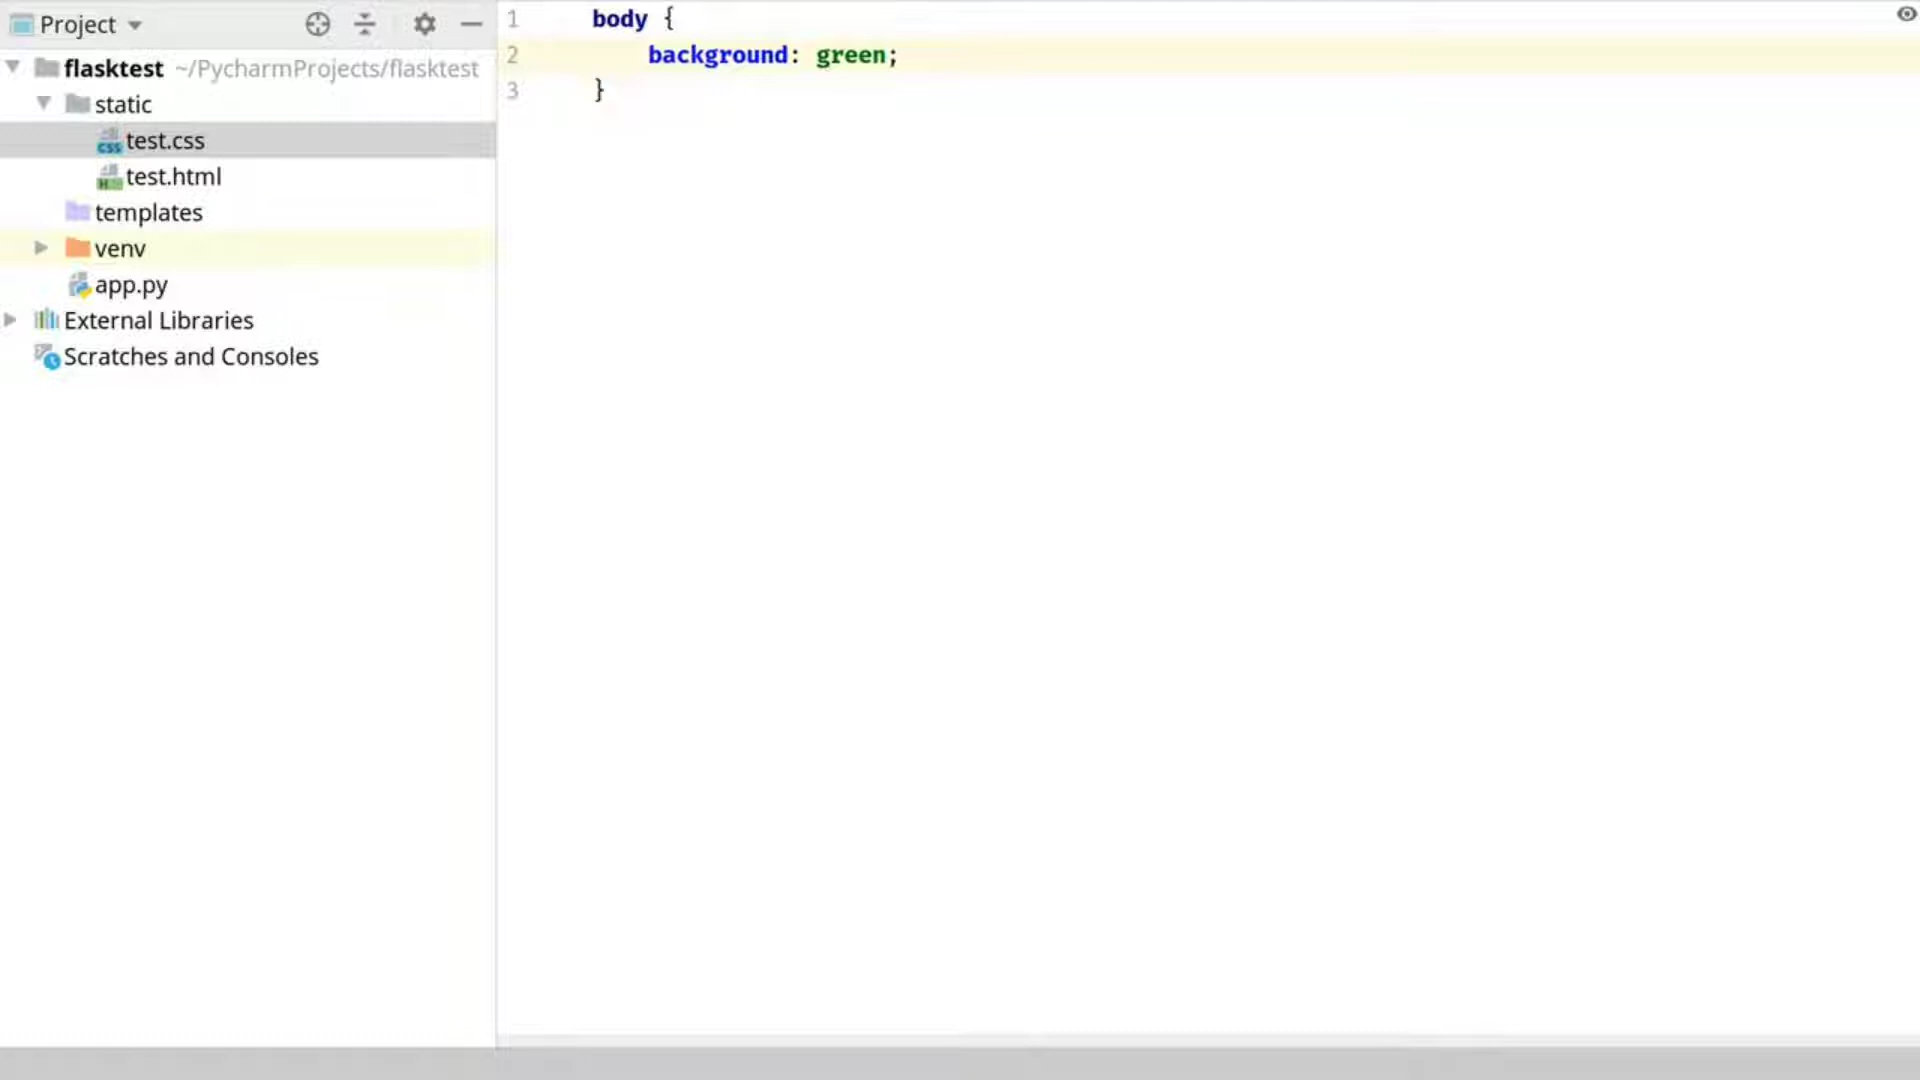 Project
flasktest ~/PycharmProjects/flasktest
static
test.css
test.html
templates
venv
app.py
External Libraries
Scratches and Consoles
1 body {
2 background: green;
3 }